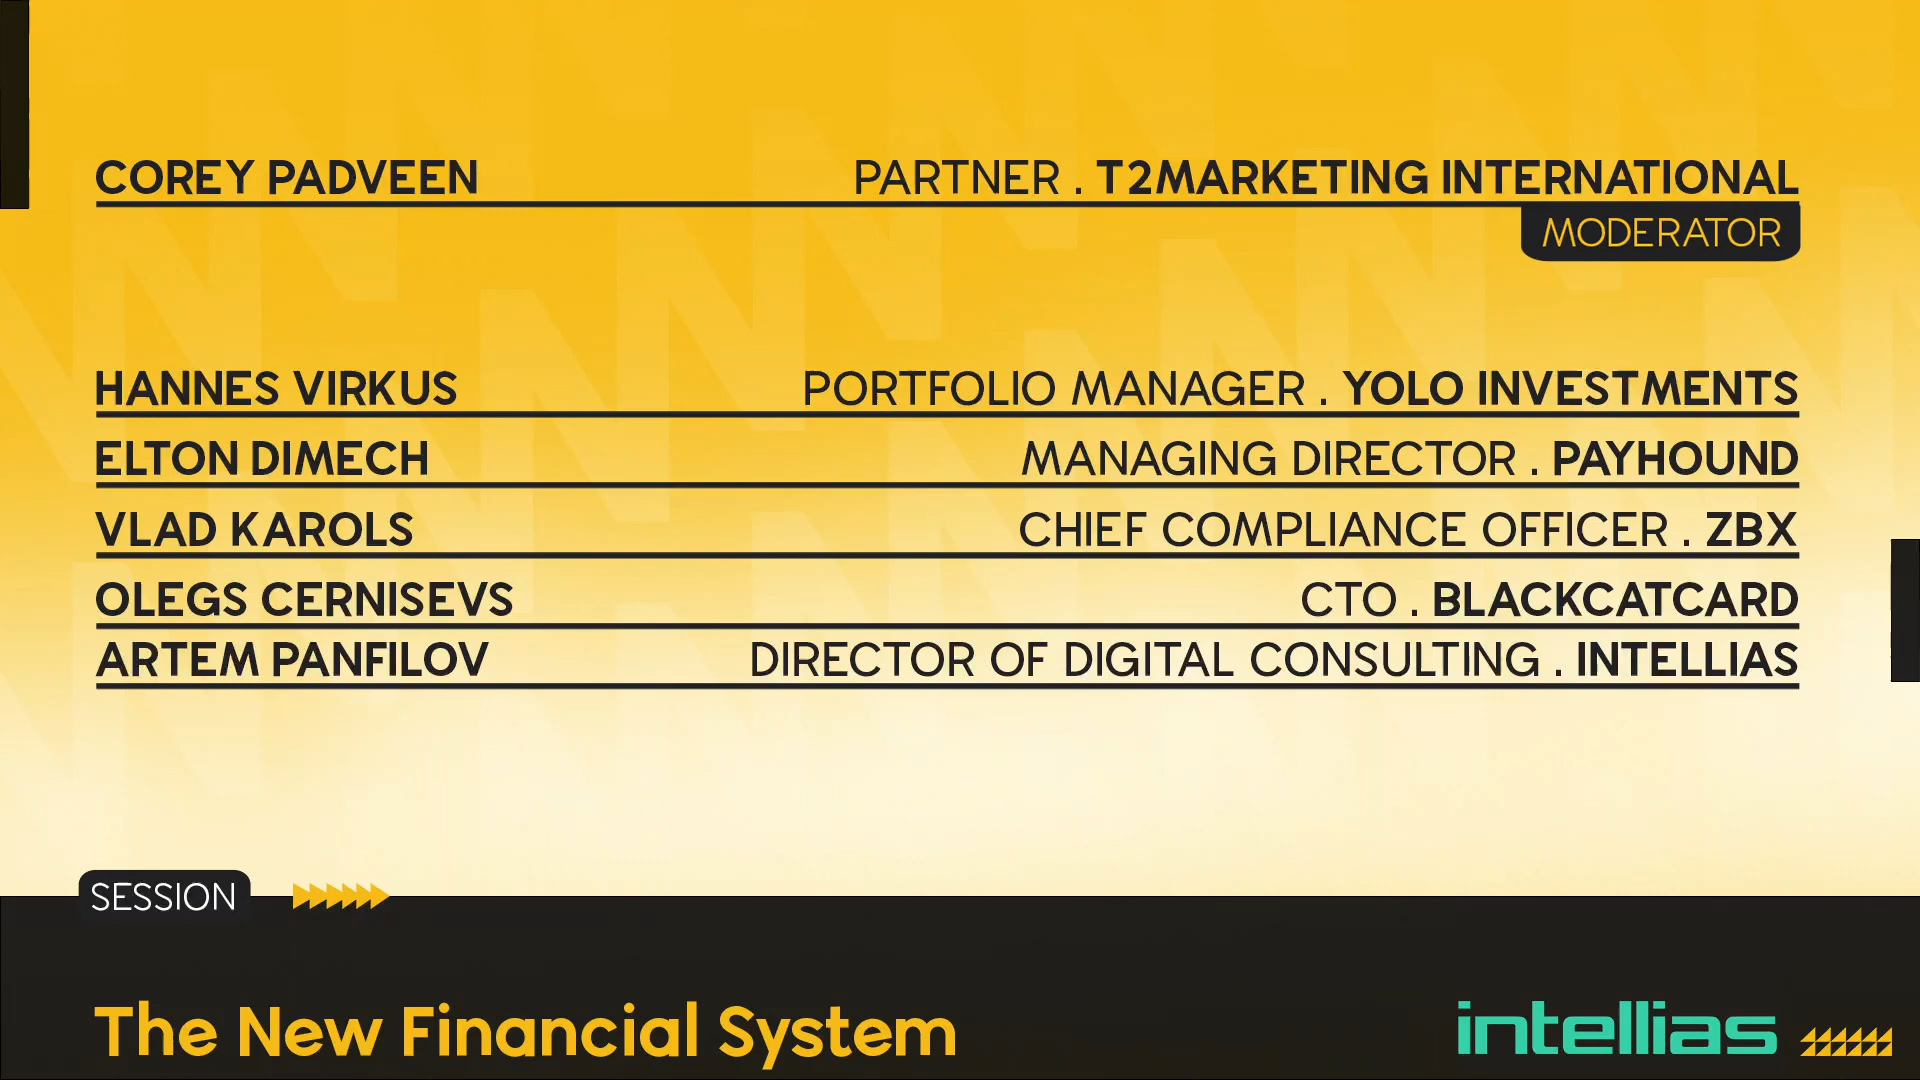 COREY PADVEEN PARTNER . T2MARKETING INTERNATIONAL
MODERATOR
HANNES VIRKUS PORTFOLIO MANAGER . YOLO INVESTMENTS
ELTON DIMECH MANAGING DIRECTOR . PAYHOUND
VLAD KAROLS CHIEF COMPLIANCE OFFICER . ZBX
OLEGS CERNISEVS CTO . BLACKCATCARD
ARTEM PANFILOV DIRECTOR OF DIGITAL CONSULTING . INTELLIAS
SESSION
The New Financial System
intellias